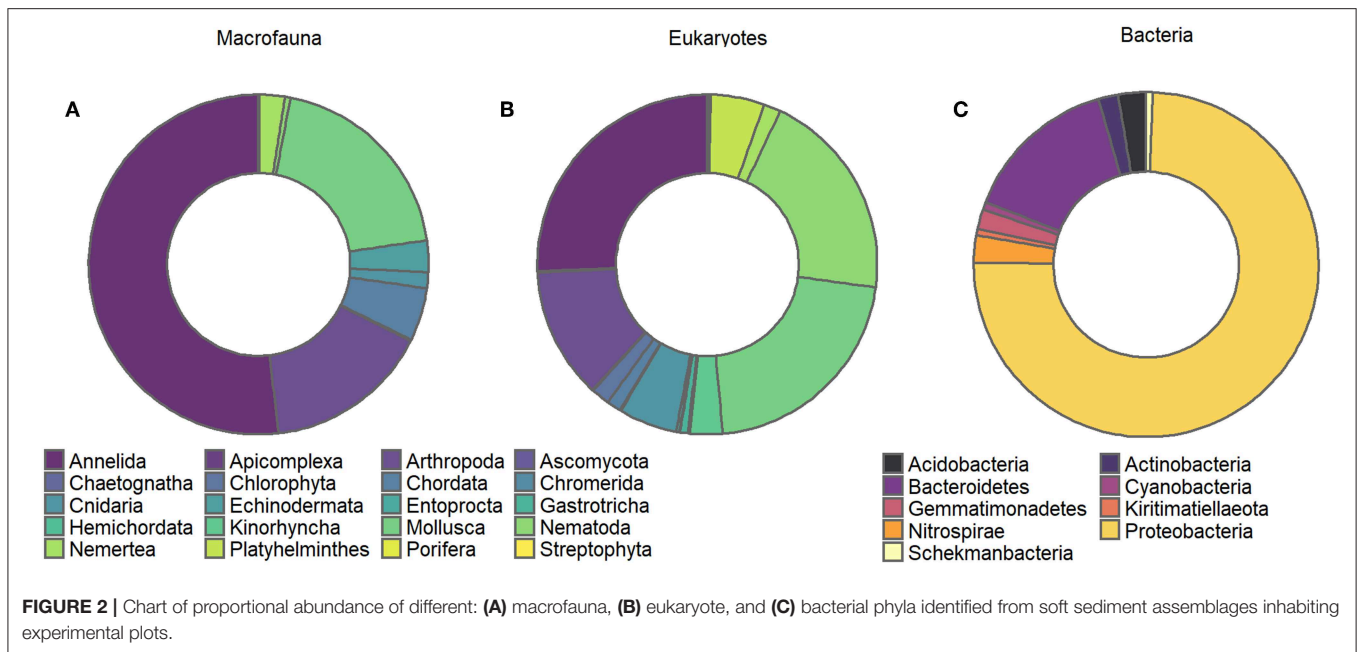 Macrofauna
Eukaryotes
Bacteria
A
B
C
Annelida Apicomplexa Arthropoda Ascomycota
Chaetognatha Chlorophyta Chordata Chromerida
Cnidaria Echinodermata Entoprocta Gastrotricha
Hemichordata Kinorhyncha Mollusca Nematoda
Nemertea Platyhelminthes Porifera Streptophyta
Acidobacteria Actinobacteria
Bacteroidetes Cyanobacteria
Gemmatimonadetes Kiritimatiellaeota
Nitrospirae Proteobacteria
Schekmanbacteria
FIGURE 2 | Chart of proportional abundance of different: (A) macrofauna, (B) eukaryote, and (C) bacterial phyla identified from soft sediment assemblages inhabiting
experimental plots.